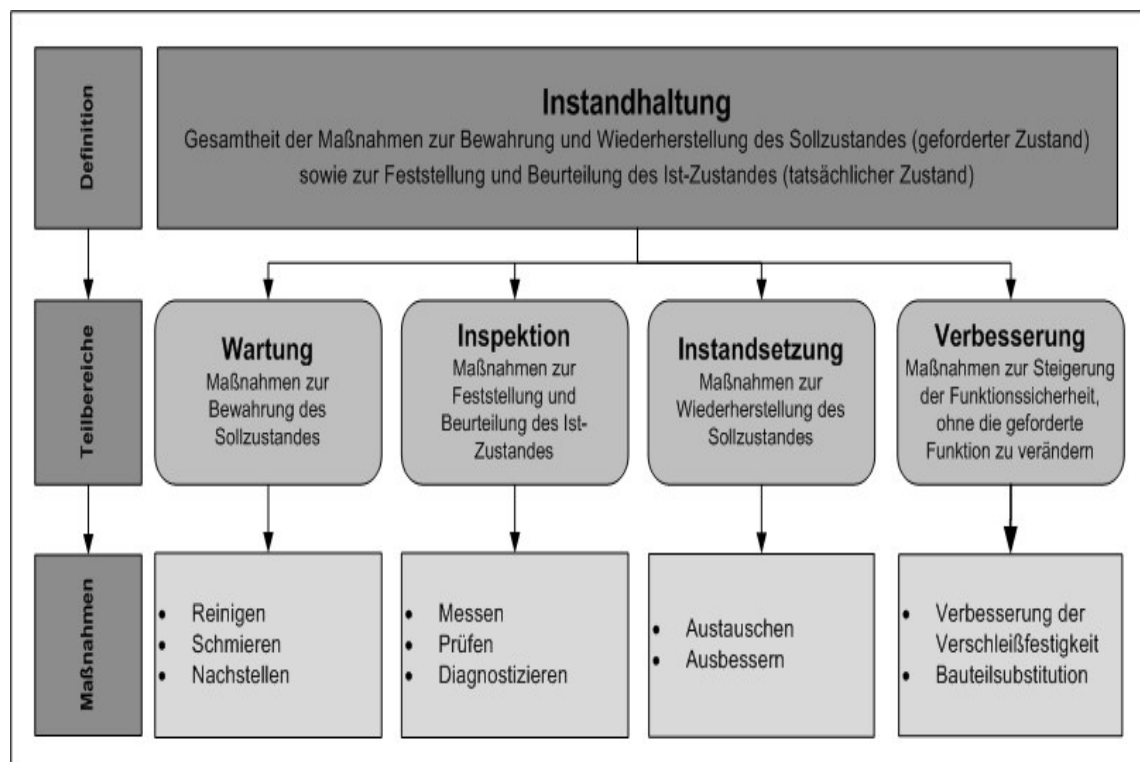 Definition
Instandhaltung
Gesamtheit der Maßnahmen zur Bewahrung und Wiederherstellung des Sollzustandes (geforderter Zustand)
sowie zur Feststellung und Beurteilung des Ist-Zustandes (tatsächlicher Zustand)
Teilbereiche
Wartung
Maßnahmen zur
Bewahrung des
Sollzustandes
Inspektion
Maßnahmen zur
Feststellung und
Beurteilung des Ist-
Zustandes
Instandsetzung
Maßnahmen zur
Wiederherstellung des
Sollzustandes
Verbesserung
Maßnahmen zur Steigerung
der Funktionssicherheit,
ohne die geforderte
Funktion zu verändern
Maßnahmen
• Reinigen
• Schmieren
• Nachstellen
• Messen
• Prüfen
• Diagnostizieren
• Austauschen
• Ausbessern
• Verbesserung der
Verschleißfestigkeit
• Bauteilsubstitution